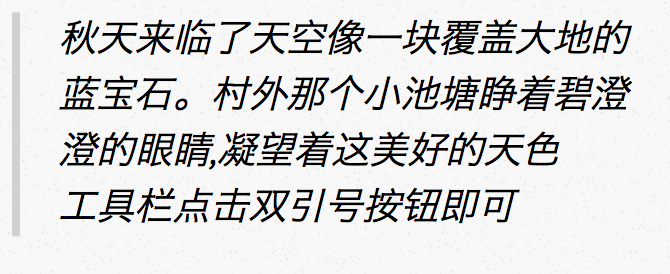 秋天来临了天空像一块覆盖大地的
蓝宝石。村外那个小池塘睁着碧澄
澄的眼睛,凝望着这美好的天色
工具栏点击双引号按钮即可